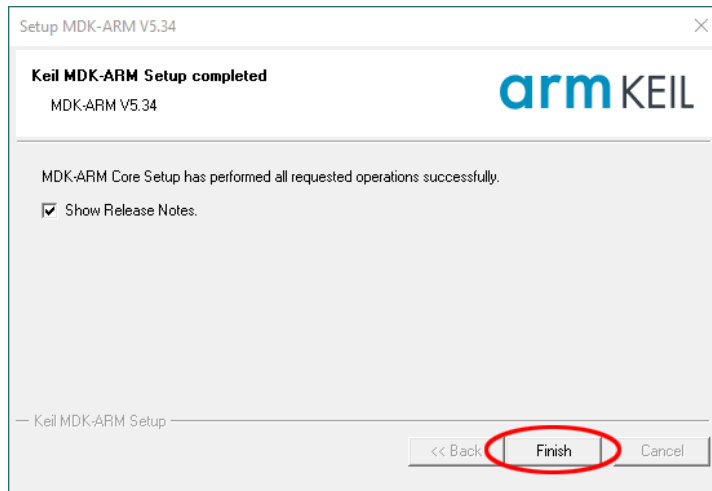 Setup MDK-ARM V5.34
Keil MDK-ARM Setup completed
MDK-ARM V5.34
arm KEIL
MDK-ARM Core Setup has performed all requested operations successfully.
Show Release Notes.
Keil MDK-ARM Setup
<< Back
Finish
Cancel